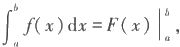 ∫_a^b f(x)dx = F(x) |_a^b,